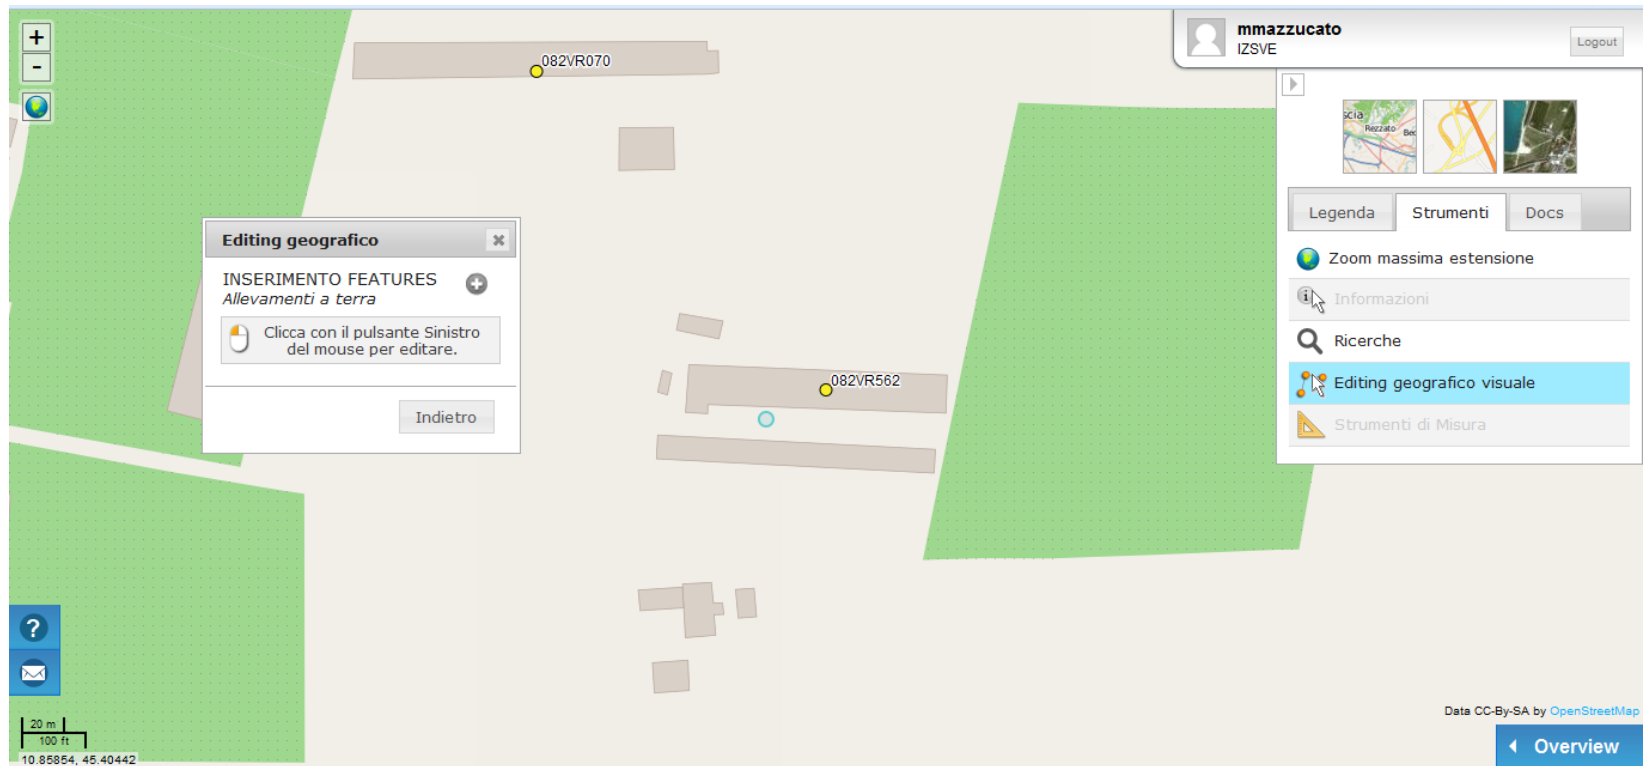 +
-
082VR070
mmazzucato
IZSVE
Logout
Legenda
Strumenti
Docs
Zoom massima estensione
Informazioni
Ricerche
Editing geografico visuale
Strumenti di Misura
Editing geografico
INSERIMENTO FEATURES
Allevamenti a terra
Clicca con il pulsante Sinistro
del mouse per editare.
Indietro
082VR562
?
20 m
100 ft
10.85854, 45.40442
Data CC-By-SA by OpenStreetMap
Overview